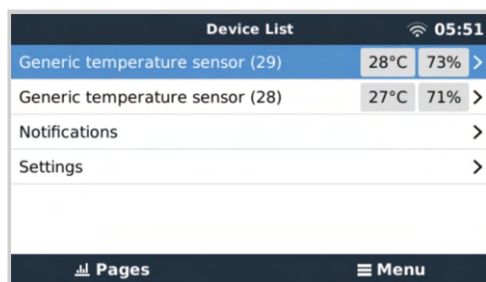 Device List 05:51
Generic temperature sensor (29) 28°C 73% >
Generic temperature sensor (28) 27°C 71% >
Notifications >
Settings >
Pages Menu